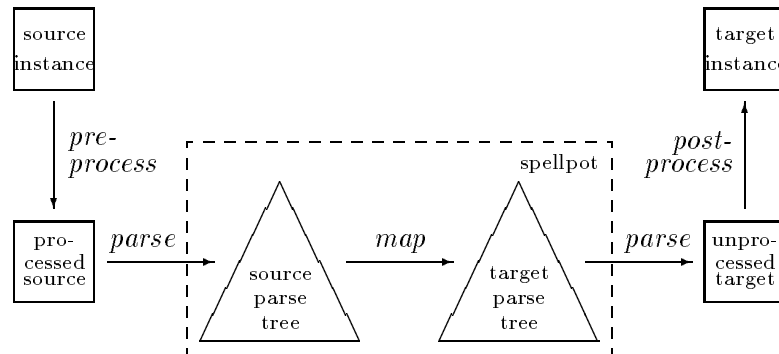 source
instance
target
instance
pre-
process
post-
process
spellpot
pro-
cessed
source
parse
source
parse
tree
map
target
parse
tree
parse
unpro-
cessed
target